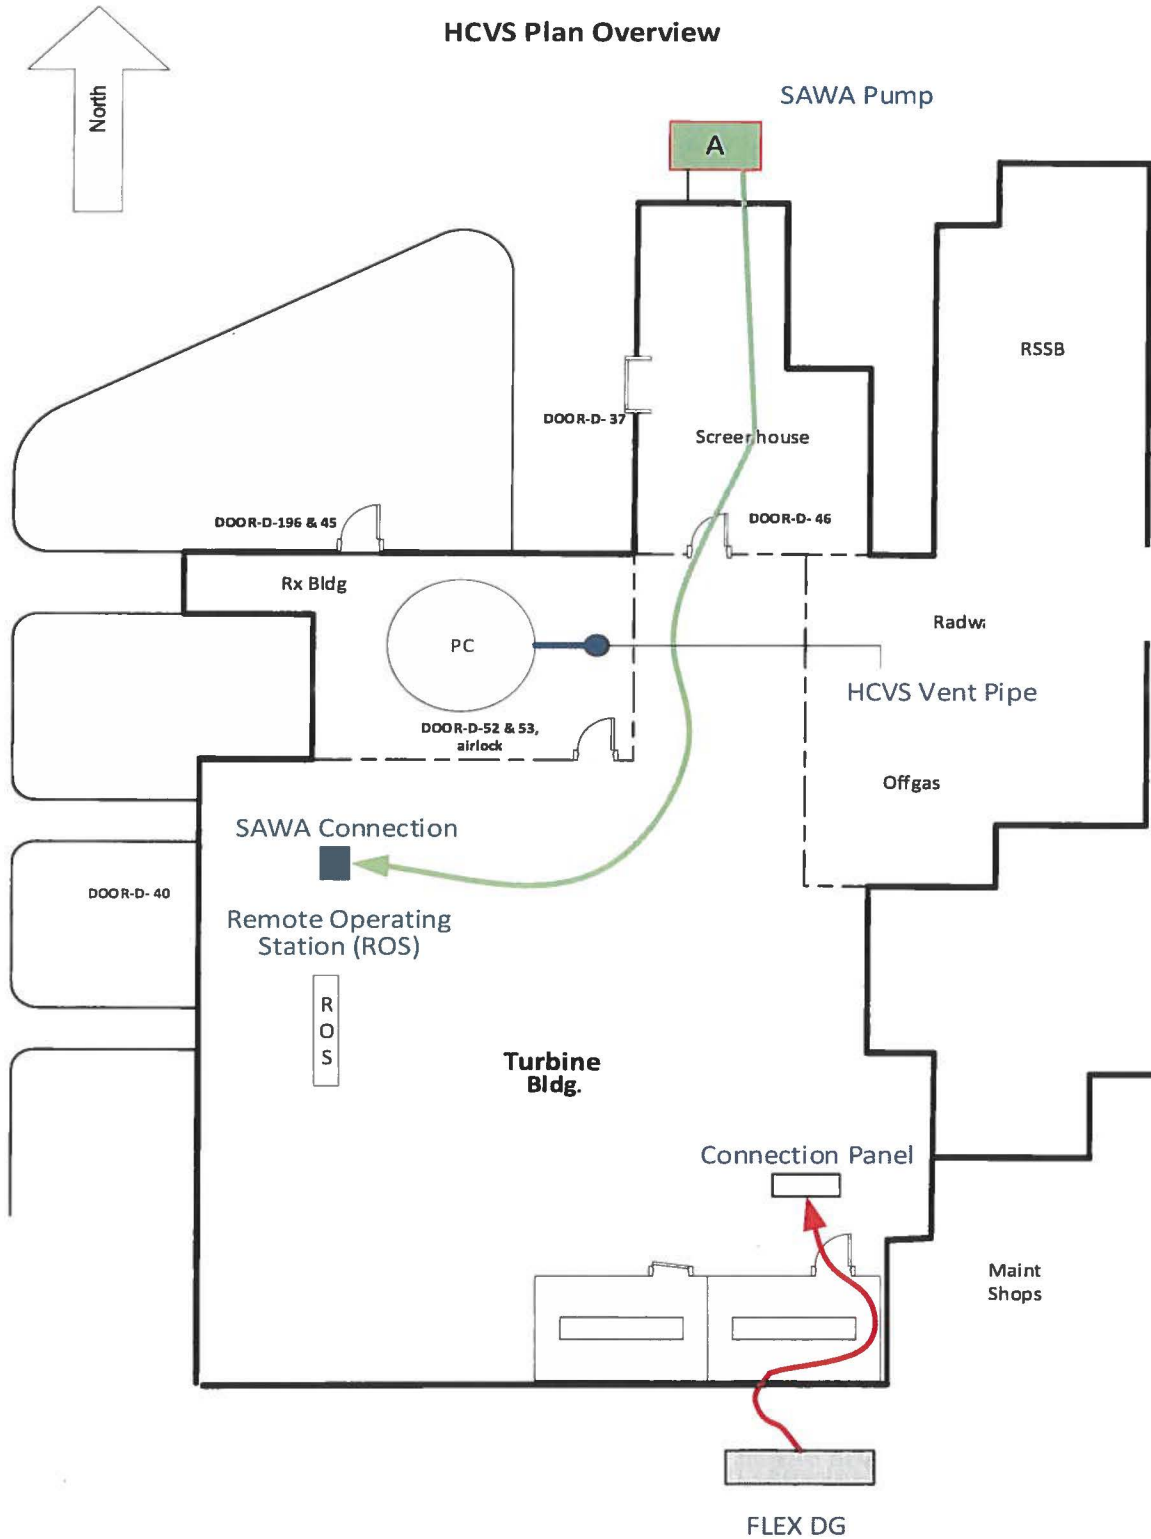 HCVS Plan Overview
North
SAWA Pump
A
RSSB
DOOR-D- 37
Screenhouse
DOOR-D-196 & 45
DOOR-D- 46
Rx Bldg
Radwa
PC
HCVS Vent Pipe
DOOR-D-52 & 53,
airlock
Offgas
SAWA Connection
DOOR-D- 40
Remote Operating
Station (ROS)
R
O
S
Turbine
Bldg.
Connection Panel
Maint
Shops
FLEX DG